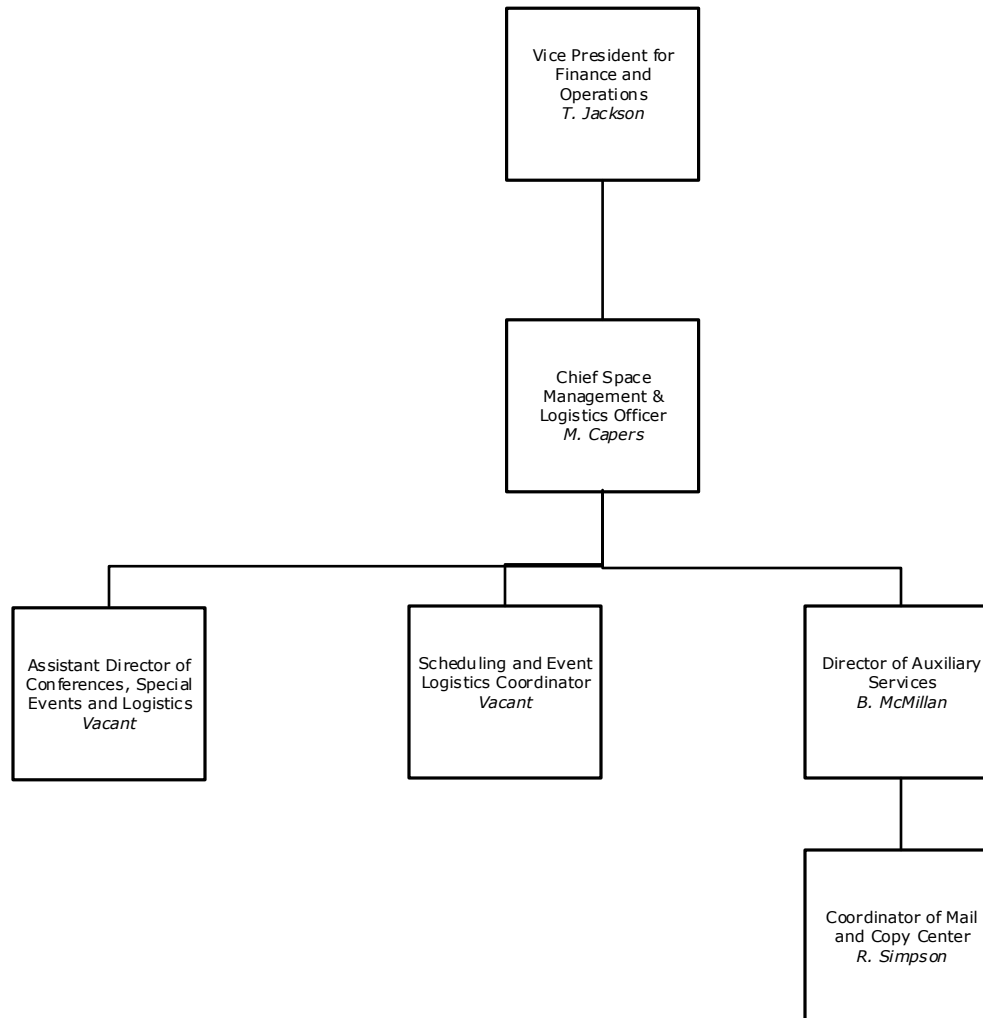 Vice President for
Finance and
Operations
T. Jackson
Chief Space
Management &
Logistics Officer
M. Capers
Assistant Director of
Conferences, Special
Events and Logistics
Vacant
Scheduling and Event
Logistics Coordinator
Vacant
Director of Auxiliary
Services
B. McMillan
Coordinator of Mail
and Copy Center
R. Simpson